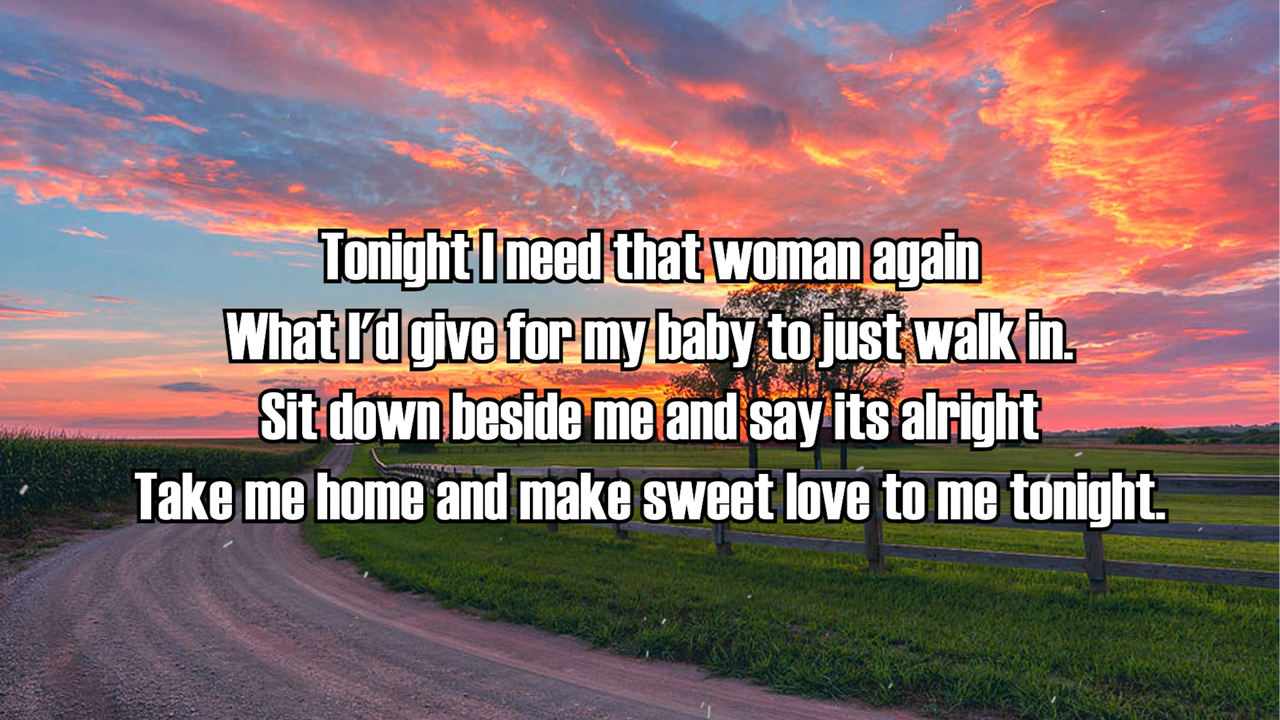 Tonight I need that woman again
What I'd give for my baby to just walk in.
Sit down beside me and say its alright
Take me home and make sweet love to me tonight.